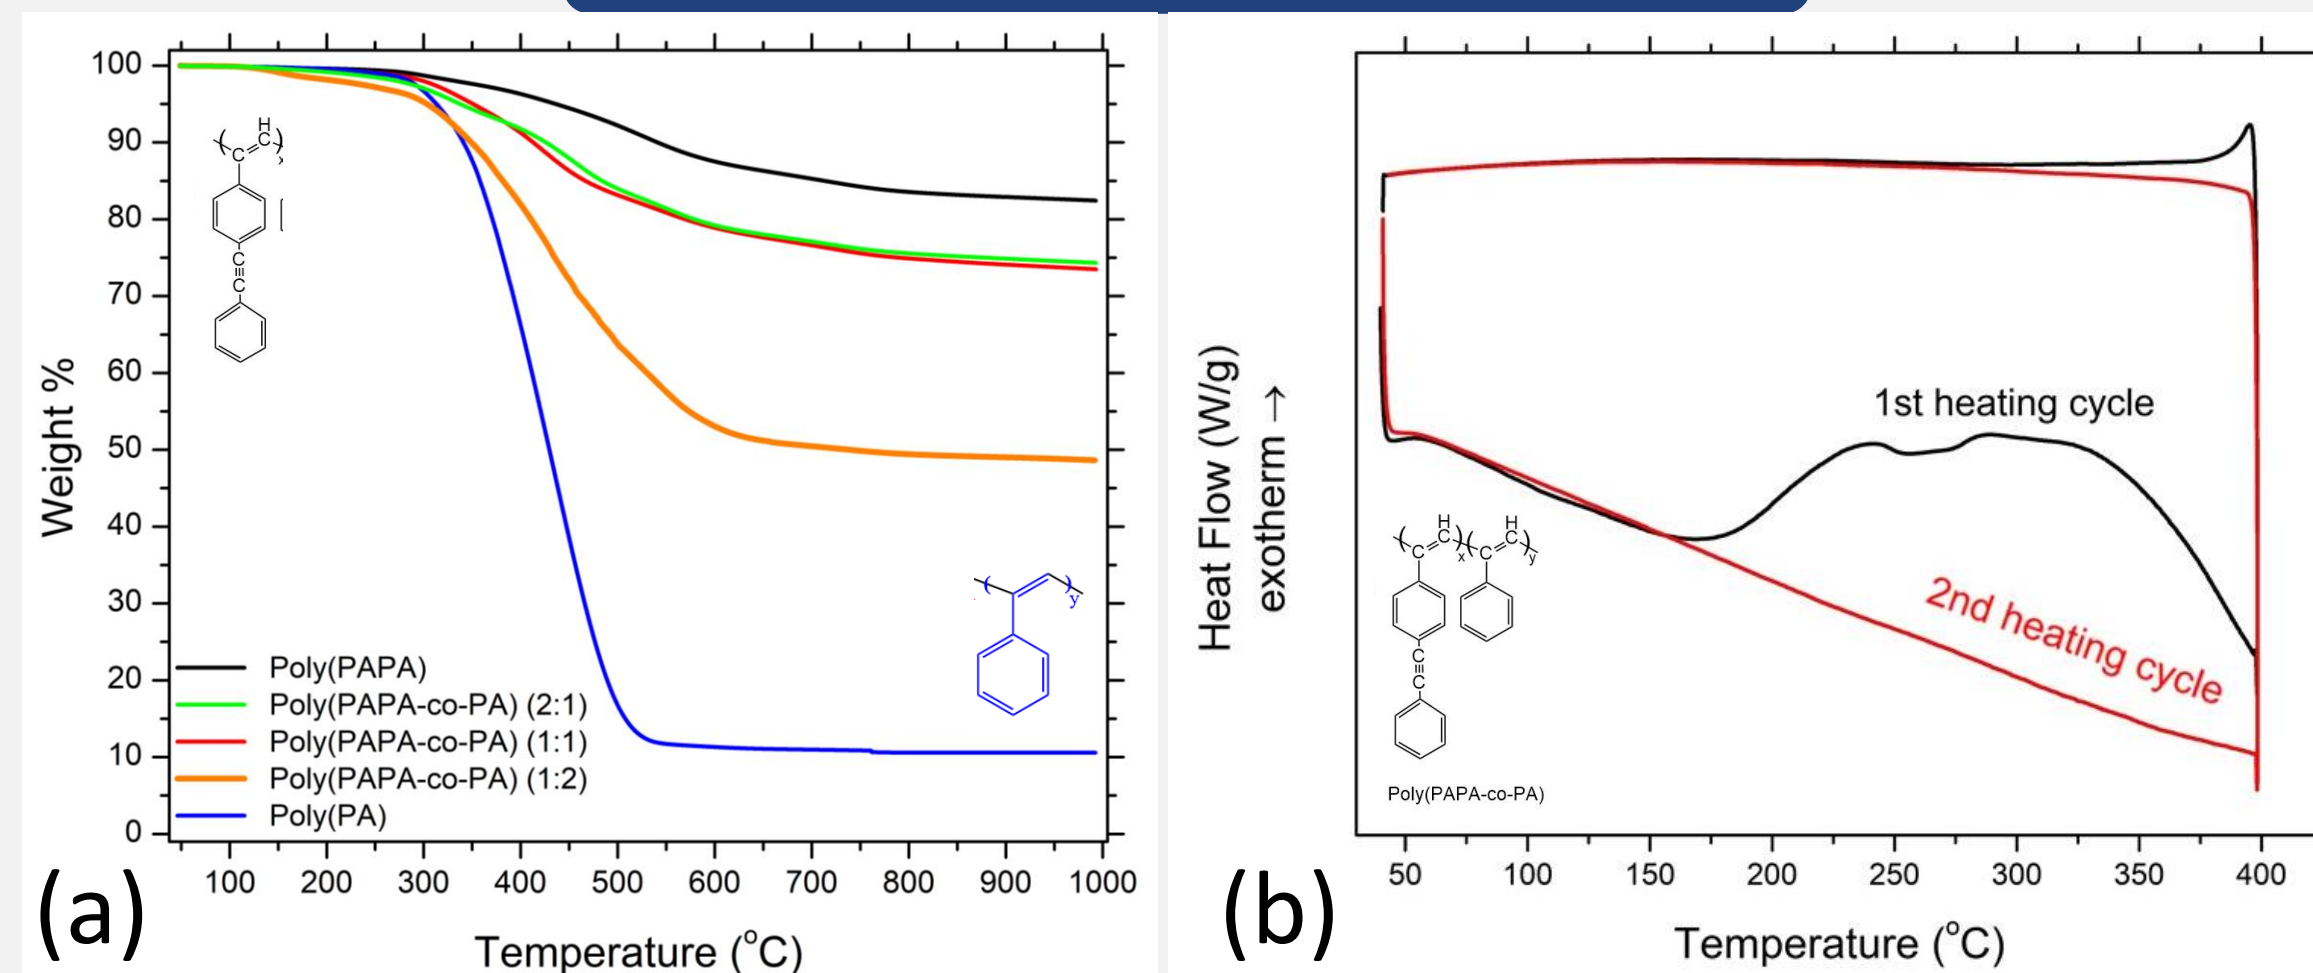 100
90
80
70
60
50
40
30
20
10
0
Weight %
H
C
C
x
C
C
Poly(PAPA)
Poly(PAPA-co-PA) (2:1)
Poly(PAPA-co-PA) (1:1)
Poly(PAPA-co-PA) (1:2)
Poly(PA)
y
100 200 300 400 500 600 700 800 900 1000
Temperature (°C)
(a)
Heat Flow (W/g)
exotherm →
1st heating cycle
2nd heating cycle
H H
C C x C C y
C
C
Poly(PAPA-co-PA)
50 100 150 200 250 300 350 400
Temperature (°C)
(b)